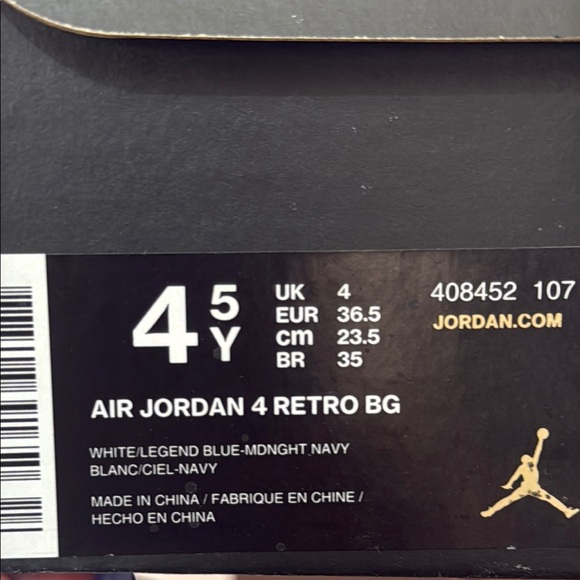 4 5 Y
UK 4
EUR 36.5
cm 23.5
BR 35
408452 107
JORDAN.COM
AIR JORDAN 4 RETRO BG
WHITE/LEGEND BLUE-MDNGHT NAVY
BLANC/CIEL-NAVY
MADE IN CHINA / FABRIQUE EN CHINE /
HECHO EN CHINA